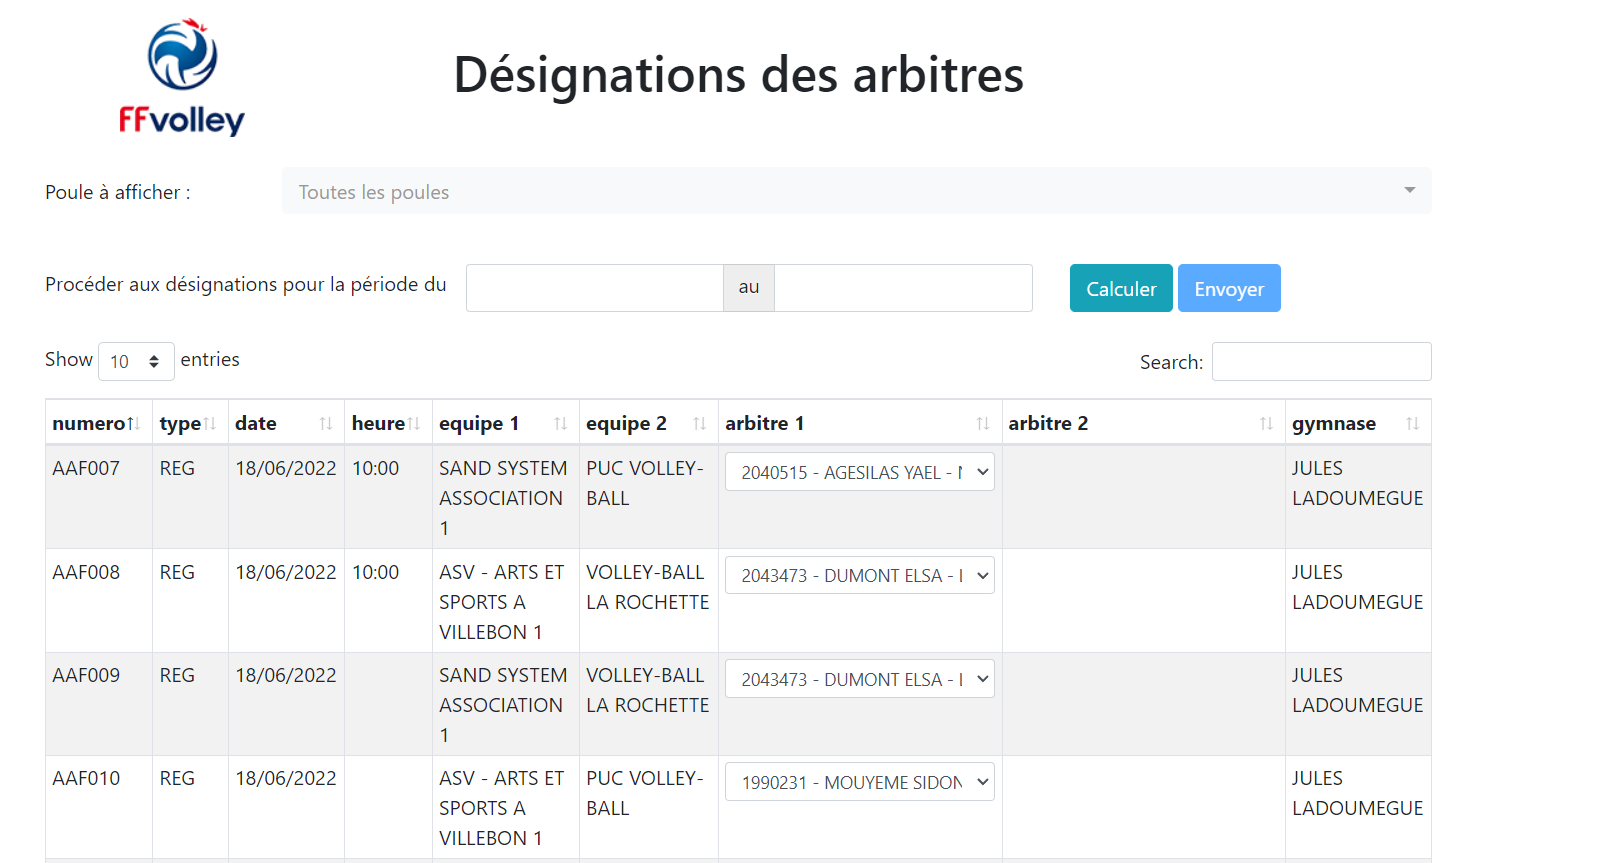 FFvolley
Désignations des arbitres
Poule à afficher :
Toutes les poules
Procéder aux désignations pour la période du
au
Calculer
Envoyer
Show 10 entries
Search:
numero type date heure equipe 1 equipe 2 arbitre 1 arbitre 2 gymnase
AAF007 REG 18/06/2022 10:00 SAND SYSTEM PUC VOLLEY- 2040515 - AGESILAS YAEL - JULES
ASSOCIATION BALL LADOUMEGUE
1
AAF008 REG 18/06/2022 10:00 ASV - ARTS ET VOLLEY-BALL 2043473 - DUMONT ELSA - JULES
SPORTS A LA ROCHETTE LADOUMEGUE
VILLEBON 1
AAF009 REG 18/06/2022 SAND SYSTEM VOLLEY-BALL 2043473 - DUMONT ELSA - JULES
ASSOCIATION LA ROCHETTE LADOUMEGUE
1
AAF010 REG 18/06/2022 ASV - ARTS ET PUC VOLLEY- 1990231 - MOUYEME SIDON JULES
SPORTS A BALL LADOUMEGUE
VILLEBON 1